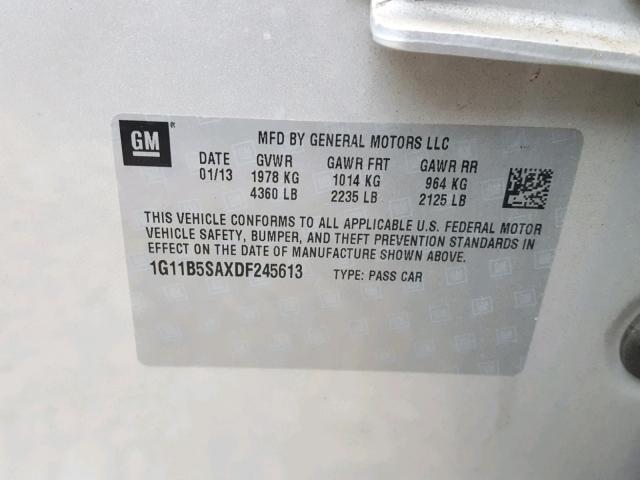 GM ®
MFD BY GENERAL MOTORS LLC
DATE GVWR GAWR FRT GAWR RR
01/13 1978 KG 1014 KG 964 KG
4360 LB 2235 LB 2125 LB
THIS VEHICLE CONFORMS TO ALL APPLICABLE U.S. FEDERAL MOTOR
VEHICLE SAFETY, BUMPER, AND THEFT PREVENTION STANDARDS IN
EFFECT ON THE DATE OF MANUFACTURE SHOWN ABOVE.
1G11B5SAXDF245613 TYPE: PASS CAR